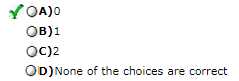 A)0
B)1
C)2
D)None of the choices are correct